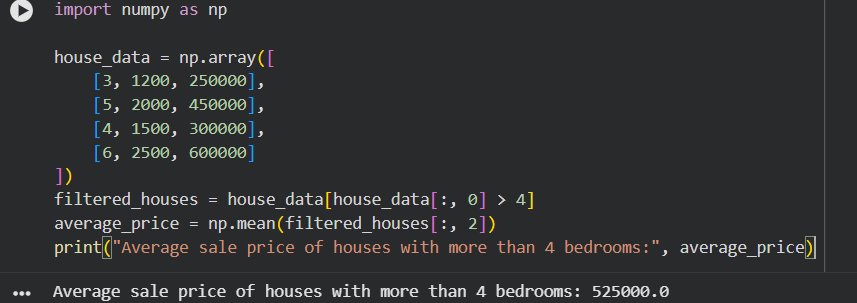 import numpy as np
house_data = np.array([
[3, 1200, 250000],
[5, 2000, 450000],
[4, 1500, 300000],
[6, 2500, 600000]
])
filtered_houses = house_data[house_data[:, 0] > 4]
average_price = np.mean(filtered_houses[:, 2])
print("Average sale price of houses with more than 4 bedrooms:", average_price)
Average sale price of houses with more than 4 bedrooms: 525000.0